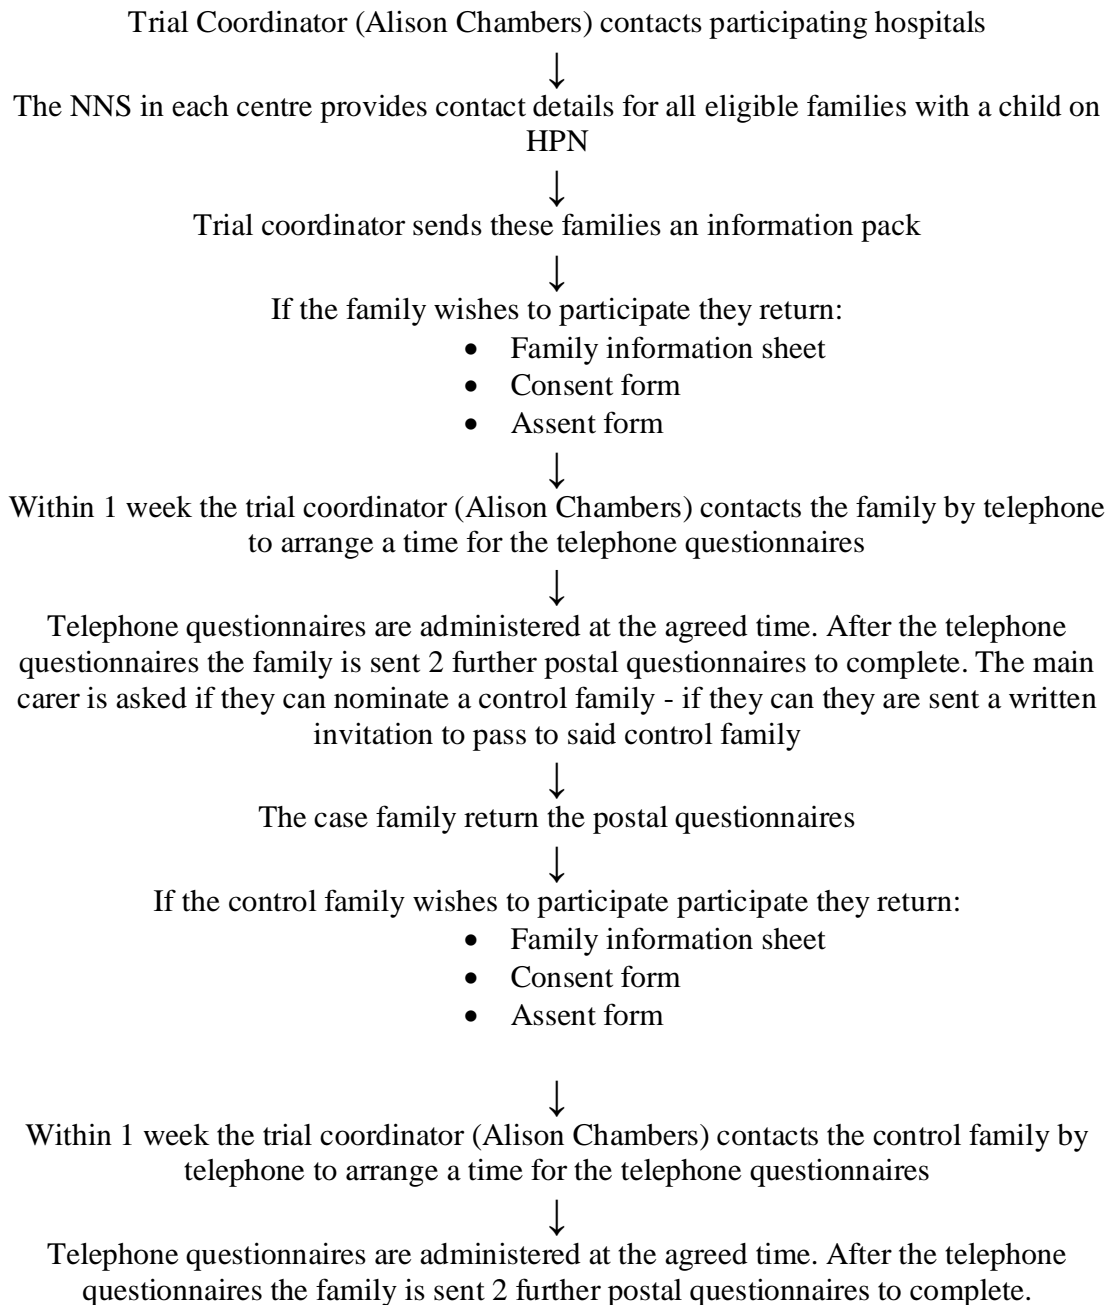 Trial Coordinator (Alison Chambers) contacts participating hospitals
↓
The NNS in each centre provides contact details for all eligible families with a child on
HPN
↓
Trial coordinator sends these families an information pack
↓
If the family wishes to participate they return:
• Family information sheet
• Consent form
• Assent form
↓
Within 1 week the trial coordinator (Alison Chambers) contacts the family by telephone
to arrange a time for the telephone questionnaires
↓
Telephone questionnaires are administered at the agreed time. After the telephone
questionnaires the family is sent 2 further postal questionnaires to complete. The main
carer is asked if they can nominate a control family - if they can they are sent a written
invitation to pass to said control family
↓
The case family return the postal questionnaires
↓
If the control family wishes to participate participate they return:
• Family information sheet
• Consent form
• Assent form
↓
Within 1 week the trial coordinator (Alison Chambers) contacts the control family by
telephone to arrange a time for the telephone questionnaires
↓
Telephone questionnaires are administered at the agreed time. After the telephone
questionnaires the family is sent 2 further postal questionnaires to complete.